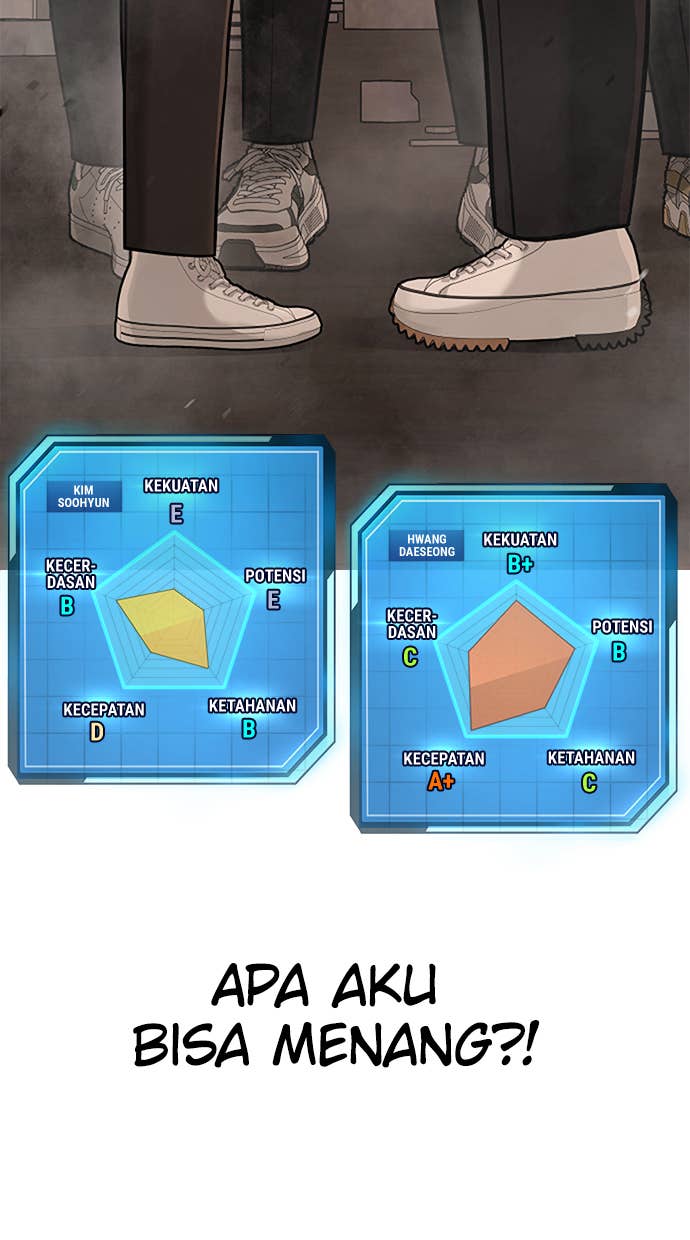 KIM
SOOHYUN
KEKUATAN
E
KECER-
DASAN
B
POTENSI
E
KECEPATAN
D
KETAHANAN
B
HWANG
DAESEONG
KEKUATAN
B+
KECER-
DASAN
C
POTENSI
B
KECEPATAN
A+
KETAHANAN
C
APA AKU
BISA MENANG?!